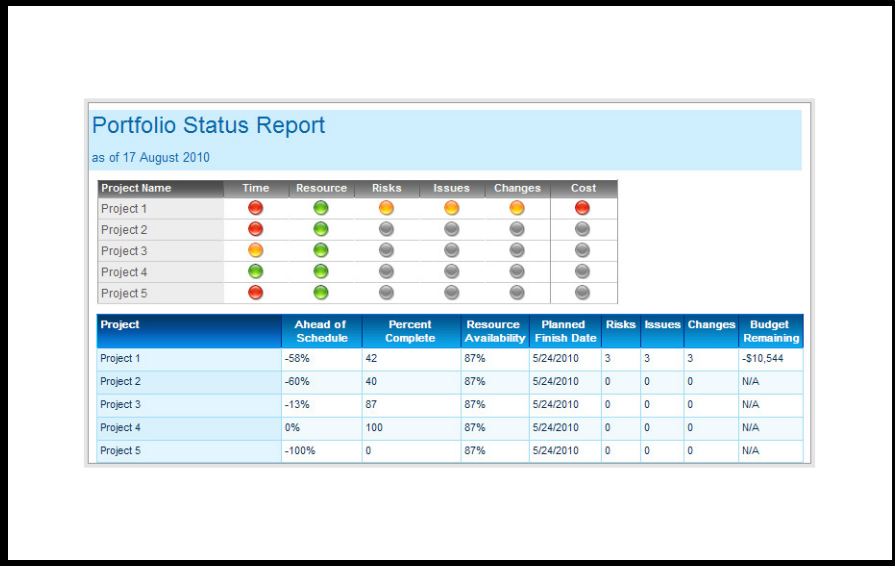 Portfolio Status Report
as of 17 August 2010
Project Name Time Resource Risks Issues Changes Cost
Project 1
Project 2
Project 3
Project 4
Project 5
Project Ahead of Schedule Percent Complete Resource Availability Planned Finish Date Risks Issues Changes Budget Remaining
Project 1 -58% 42 87% 5/24/2010 3 3 3 -$10,544
Project 2 -60% 40 87% 5/24/2010 0 0 0 N/A
Project 3 -13% 87 87% 5/24/2010 0 0 0 N/A
Project 4 0% 100 87% 5/24/2010 0 0 0 N/A
Project 5 -100% 0 87% 5/24/2010 0 0 0 N/A